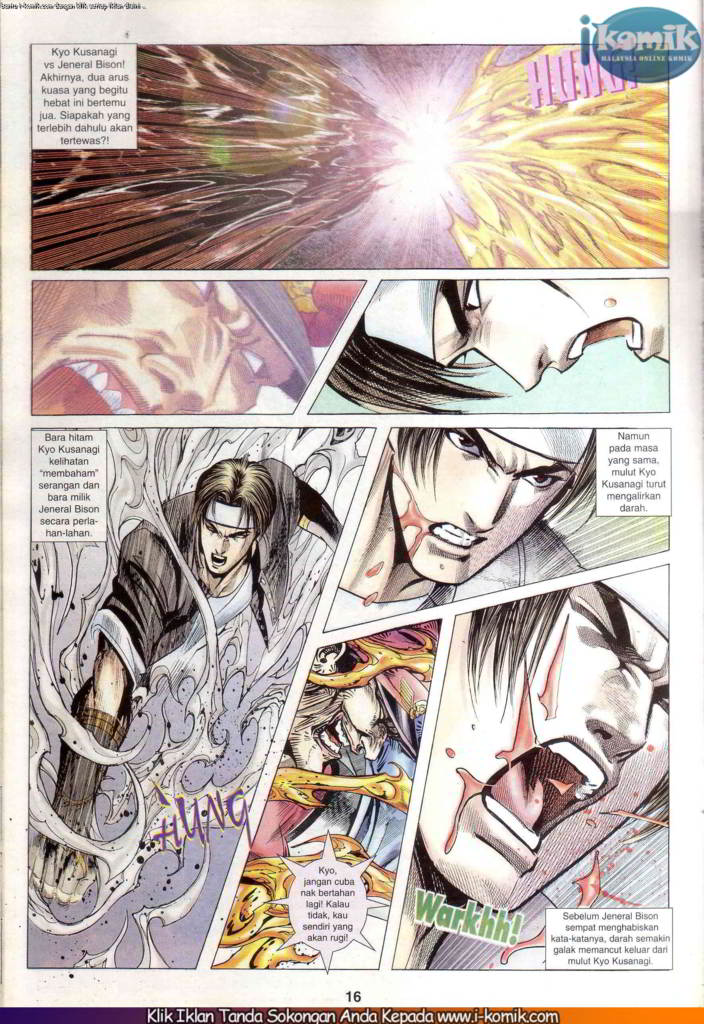 ikomik
MALAYSIA ONLINE KOMIK
Kyo Kusanagi
vs Jeneral Bison!
Akhirnya, dua arus
kuasa yang begitu
hebat ini bertemu
jua. Siapakah yang
terlebih dahulu akan
tertewas?!
Bara hitam
Kyo Kusanagi
kelihatan
"membaham"
serangan dan
bara milik
Jeneral Bison
secara perla-
han-lahan.
Namun
pada masa
yang sama,
mulut Kyo
Kusanagi turut
mengalirkan
darah.
HUNG
Kyo,
jangan cuba
nak bertahan
lagi! Kalau
tidak, kau
sendiri yang
akan rugi!
Warkhh!
Sebelum Jeneral Bison
sempat menghabiskan
kata-katanya, darah semakin
galak memancut keluar dari
mulut Kyo Kusanagi.
16
Klik Iklan Tanda Sokongan Anda Kepada www.i-komik.com